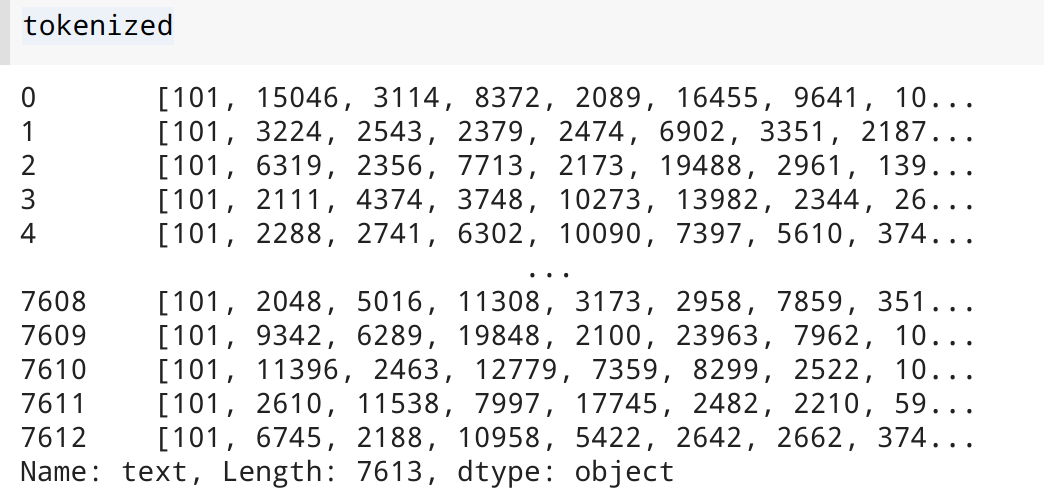 tokenized
0 [101, 15046, 3114, 8372, 2089, 16455, 9641, 10...
1 [101, 3224, 2543, 2379, 2474, 6902, 3351, 2187...
2 [101, 6319, 2356, 7713, 2173, 19488, 2961, 139...
3 [101, 2111, 4374, 3748, 10273, 13982, 2344, 26...
4 [101, 2288, 2741, 6302, 10090, 7397, 5610, 374...
...
7608 [101, 2048, 5016, 11308, 3173, 2958, 7859, 351...
7609 [101, 9342, 6289, 19848, 2100, 23963, 7962, 10...
7610 [101, 11396, 2463, 12779, 7359, 8299, 2522, 10...
7611 [101, 2610, 11538, 7997, 17745, 2482, 2210, 59...
7612 [101, 6745, 2188, 10958, 5422, 2642, 2662, 374...
Name: text, Length: 7613, dtype: object